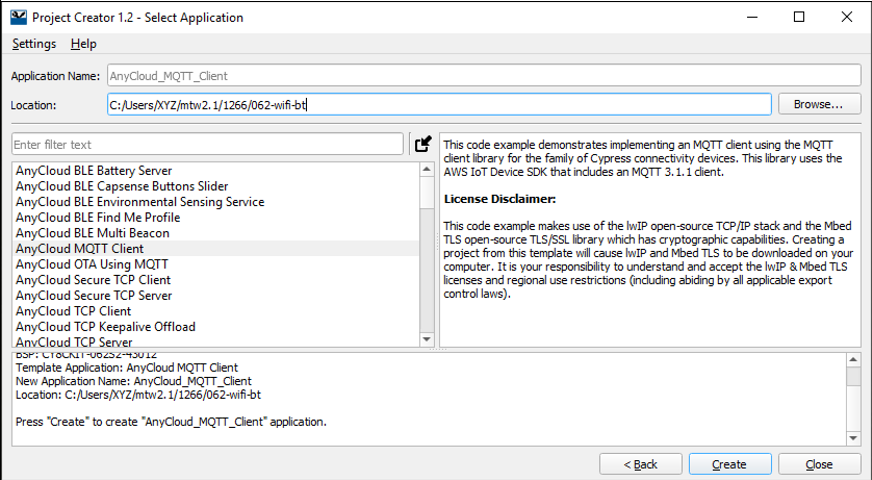 Project Creator 1.2 - Select Application
Settings Help
Application Name: AnyCloud_MQTT_Client
Location: C:/Users/XYZ/mtw2.1/1266/062-wifi-bt Browse...
Enter filter text
AnyCloud BLE Battery Server
AnyCloud BLE Capsense Buttons Slider
AnyCloud BLE Environmental Sensing Service
AnyCloud BLE Find Me Profile
AnyCloud BLE Multi Beacon
AnyCloud MQTT Client
AnyCloud OTA Using MQTT
AnyCloud Secure TCP Client
AnyCloud Secure TCP Server
AnyCloud TCP Client
AnyCloud TCP Keepalive Offload
AnyCloud TCP Server
This code example demonstrates implementing an MQTT client using the MQTT
client library for the family of Cypress connectivity devices. This library uses the
AWS IoT Device SDK that includes an MQTT 3.1.1 client.
License Disclaimer:
This code example makes use of the lwIP open-source TCP/IP stack and the Mbed
TLS open-source TLS/SSL library which has cryptographic capabilities. Creating a
project from this template will cause lwIP and Mbed TLS to be downloaded on your
computer. It is your responsibility to understand and accept the lwIP & Mbed TLS
licenses and regional use restrictions (including abiding by all applicable export
control laws).
BSP: CY8CKIT-062S2-43012
Template Application: AnyCloud MQTT Client
New Application Name: AnyCloud_MQTT_Client
Location: C:/Users/XYZ/mtw2.1/1266/062-wifi-bt
Press "Create" to create "AnyCloud_MQTT_Client" application.
< Back Create Close